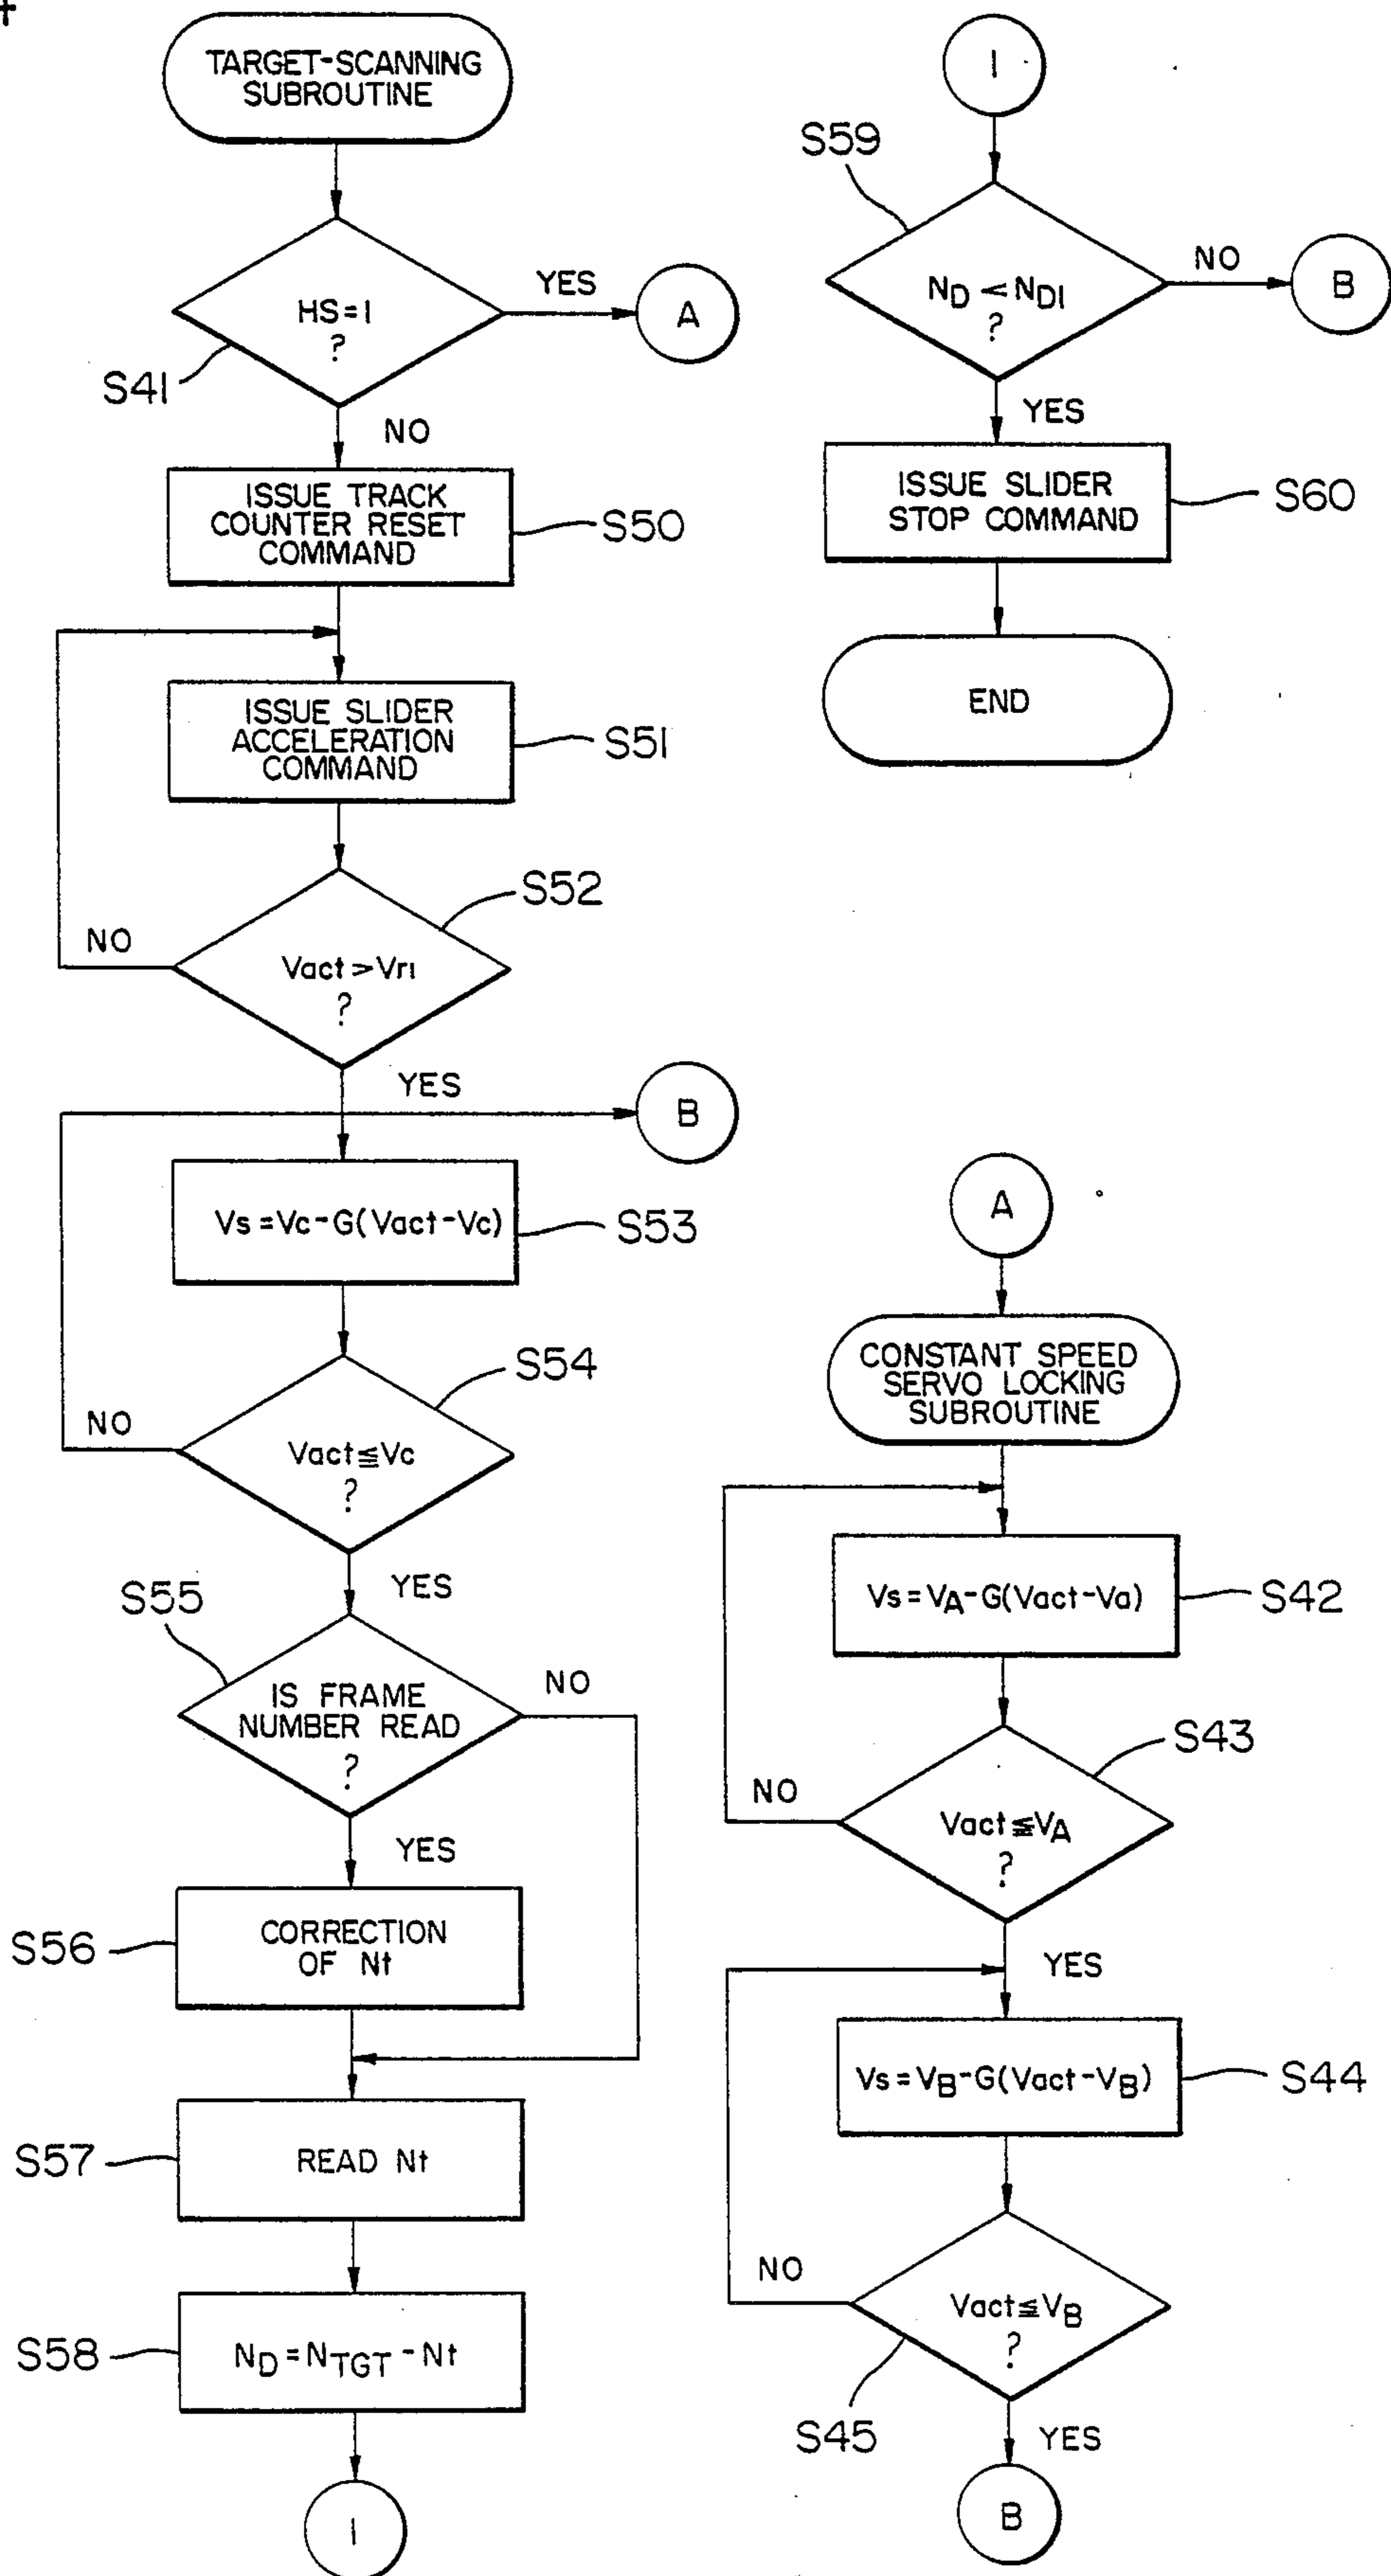 TARGET-SCANNING
SUBROUTINE
HS=1
?
YES
A
S41
NO
ISSUE TRACK
COUNTER RESET
COMMAND
S50
ISSUE SLIDER
ACCELERATION
COMMAND
S51
S52
NO
Vact>Vr1
?
YES
B
Vs=Vc-G(Vact-Vc)
S53
S54
NO
Vact≦Vc
?
YES
S55
IS FRAME
NUMBER READ
?
NO
YES
S56
CORRECTION
OF Nt
S57
READ Nt
S58
ND=NTGT-Nt
1
1
S59
ND<ND1
?
NO
B
YES
ISSUE SLIDER
STOP COMMAND
S60
END
A
CONSTANT SPEED
SERVO LOCKING
SUBROUTINE
Vs=VA-G(Vact-Va)
S42
S43
NO
Vact≦VA
?
YES
Vs=VB-G(Vact-VB)
S44
NO
Vact≦VB
?
S45
YES
B